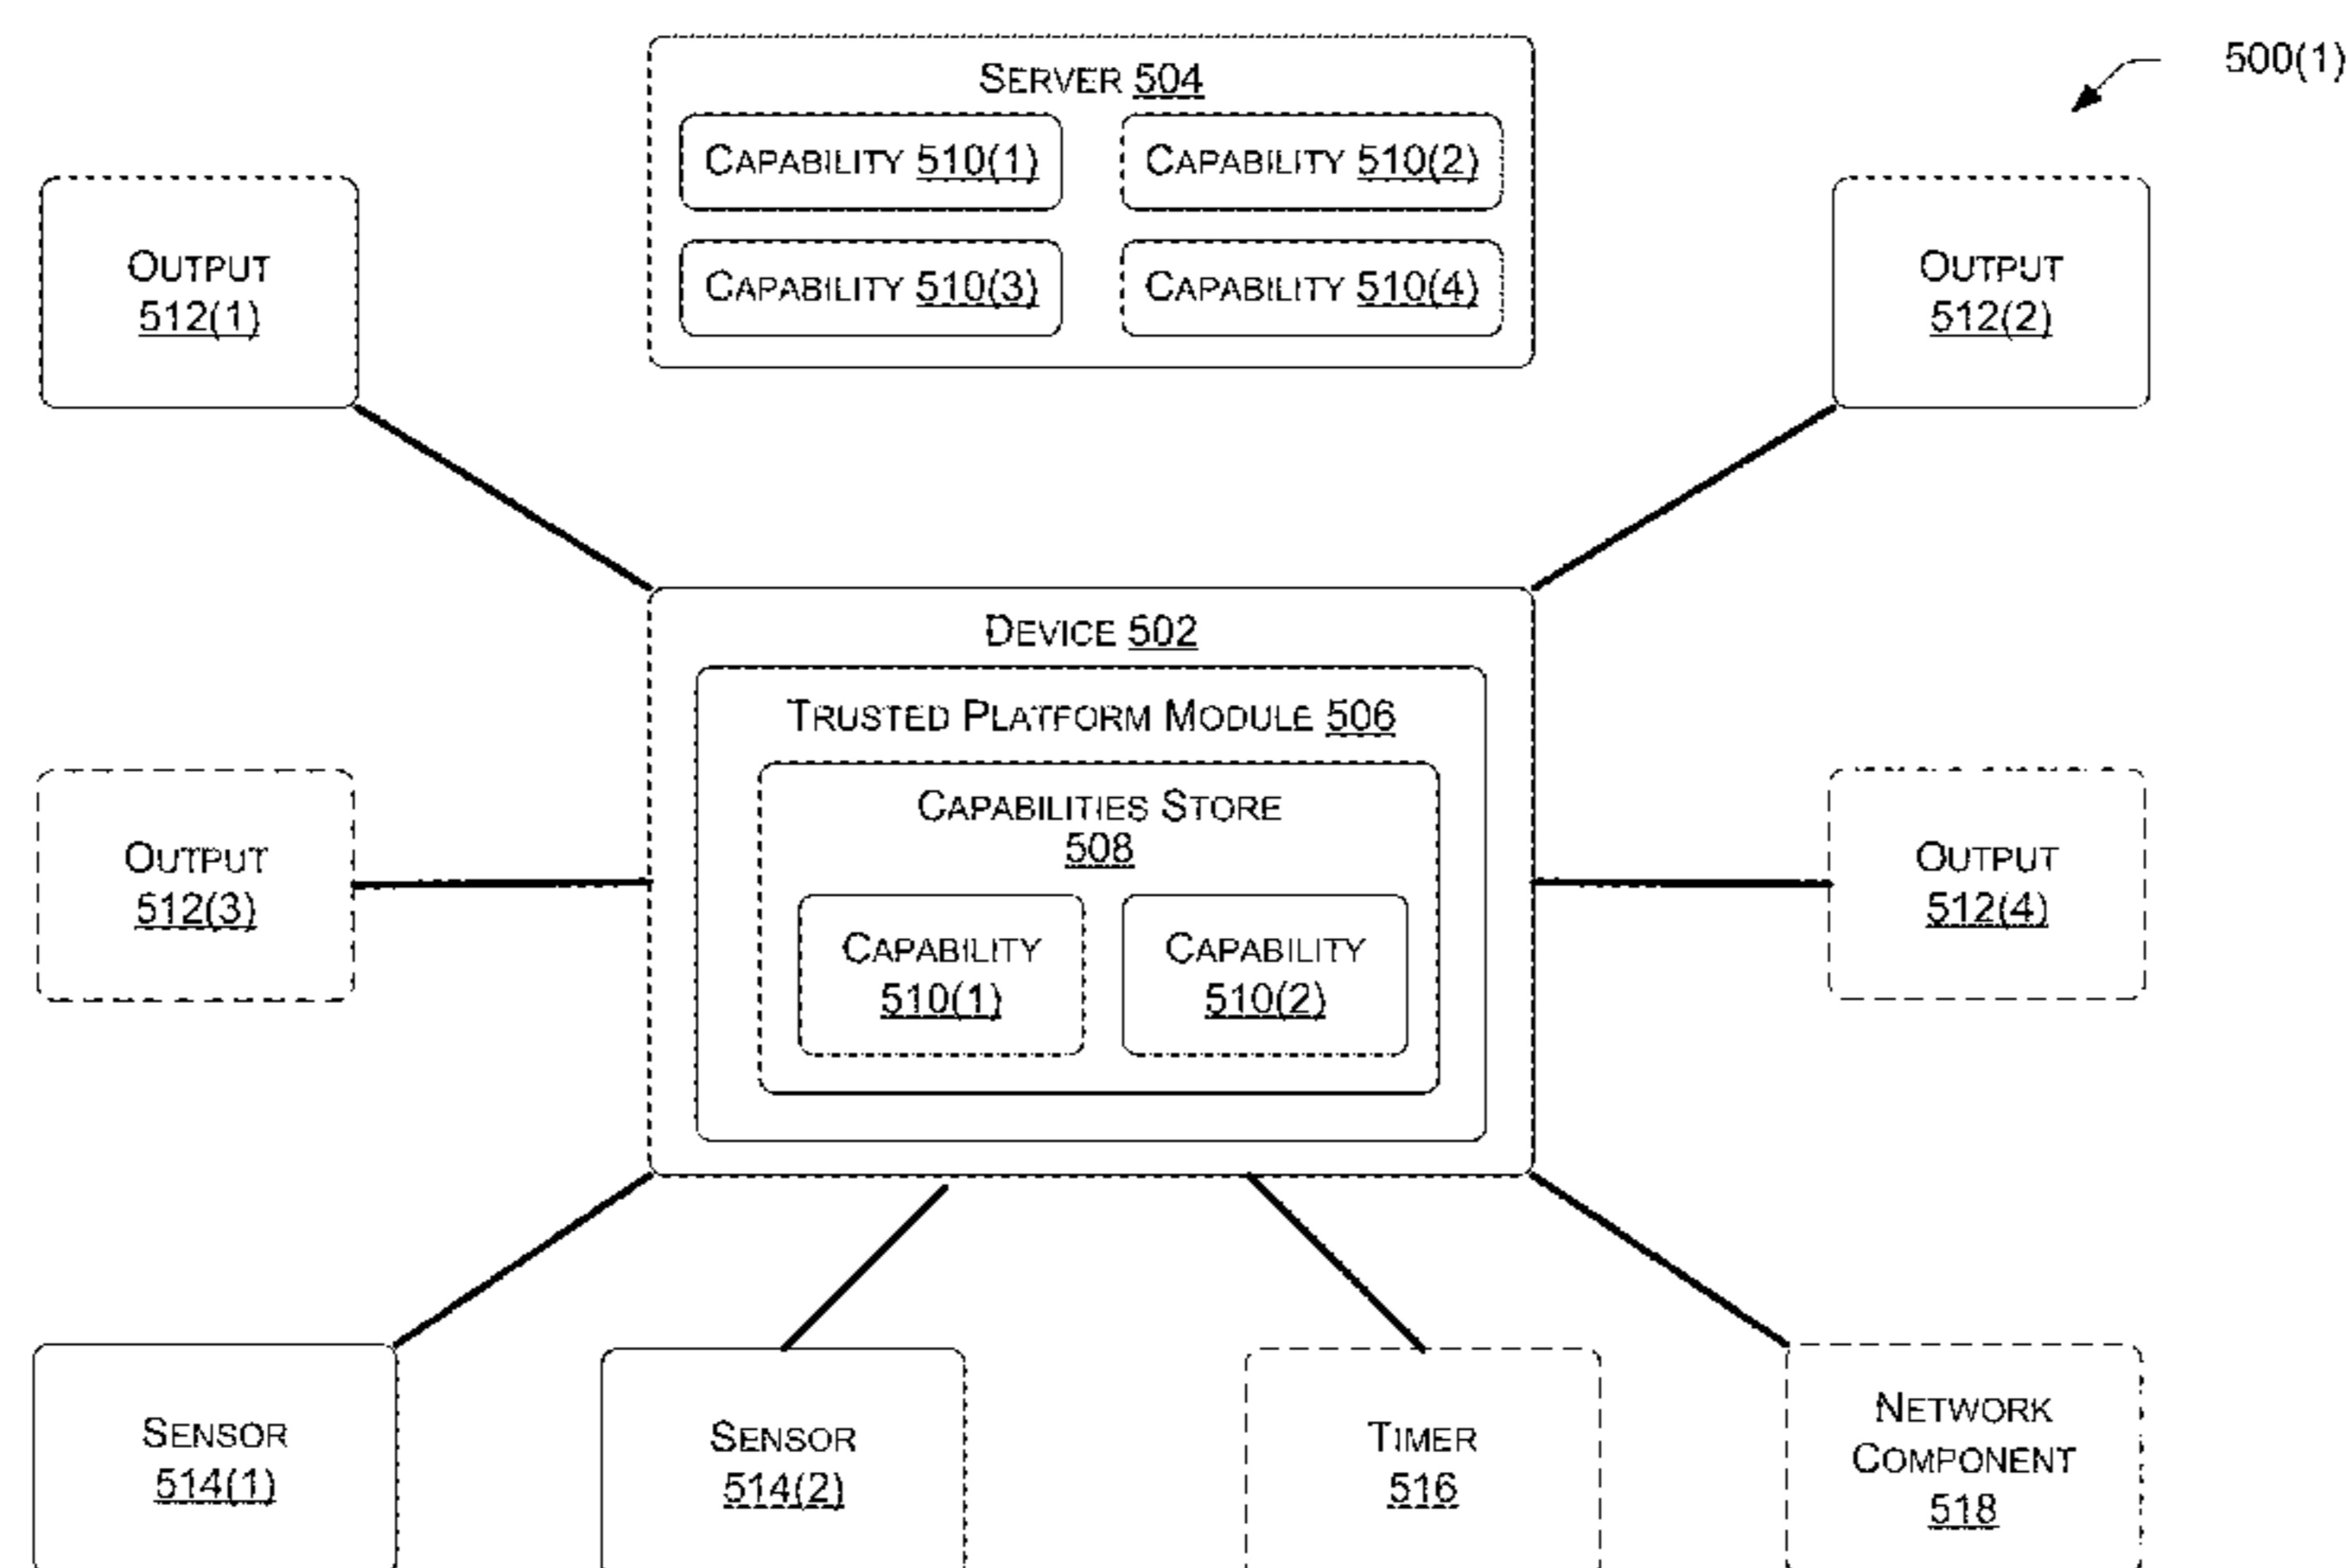 500(1)
SERVER 504
CAPABILITY 510(1)
CAPABILITY 510(2)
CAPABILITY 510(3)
CAPABILITY 510(4)
OUTPUT
512(1)
OUTPUT
512(2)
DEVICE 502
TRUSTED PLATFORM MODULE 506
CAPABILITIES STORE
508
CAPABILITY
510(1)
CAPABILITY
510(2)
OUTPUT
512(3)
OUTPUT
512(4)
SENSOR
514(1)
SENSOR
514(2)
TIMER
516
NETWORK
COMPONENT
518